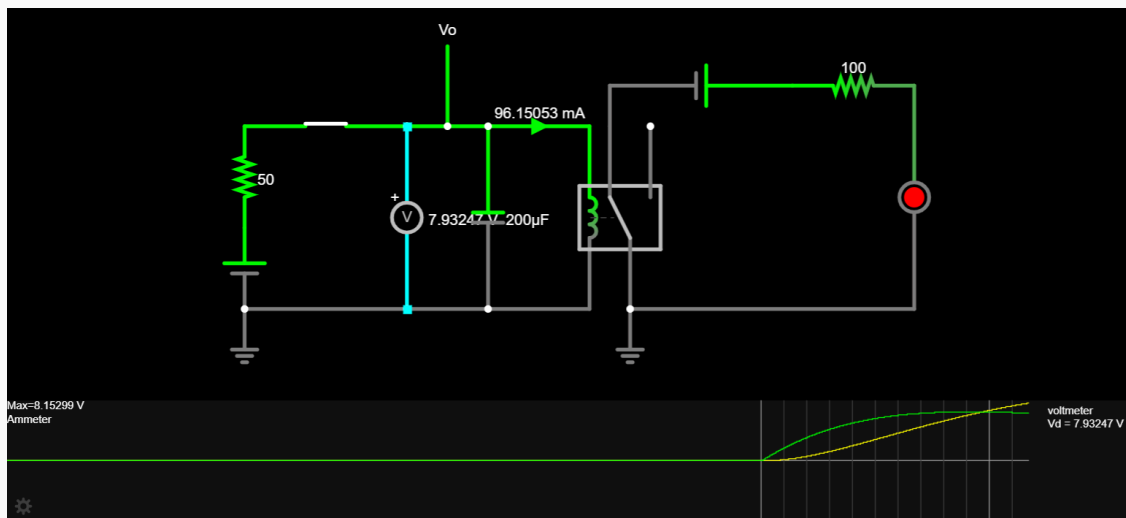 Vo
100
96.15053 mA
50
+
V
7.93247 V
200µF
Max=8.15299 V
Ammeter
voltmeter
Vd = 7.93247 V